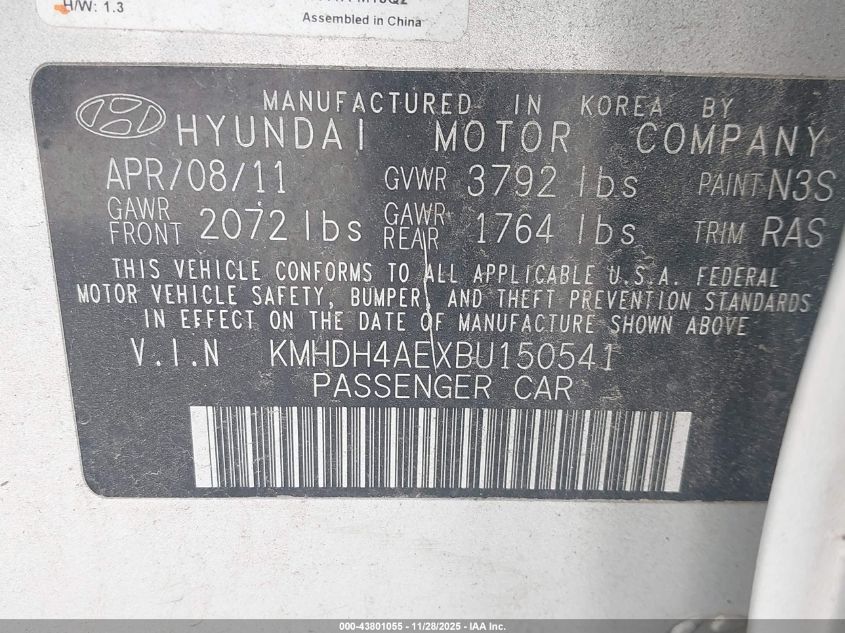 H/W: 1.3
Assembled in China
MANUFACTURED IN KOREA BY
HYUNDAI MOTOR COMPANY
APR/08/11 GVWR 3792 lbs PAINT N3S
GAWR FRONT 2072 lbs GAWR REAR 1764 lbs TRIM RAS
THIS VEHICLE CONFORMS TO ALL APPLICABLE U.S.A. FEDERAL
MOTOR VEHICLE SAFETY, BUMPER, AND THEFT PREVENTION STANDARDS
IN EFFECT ON THE DATE OF MANUFACTURE SHOWN ABOVE
V.I.N KMHDH4AEXBU150541
PASSENGER CAR
000-43801055 - 11/28/2025 - IAA Inc.